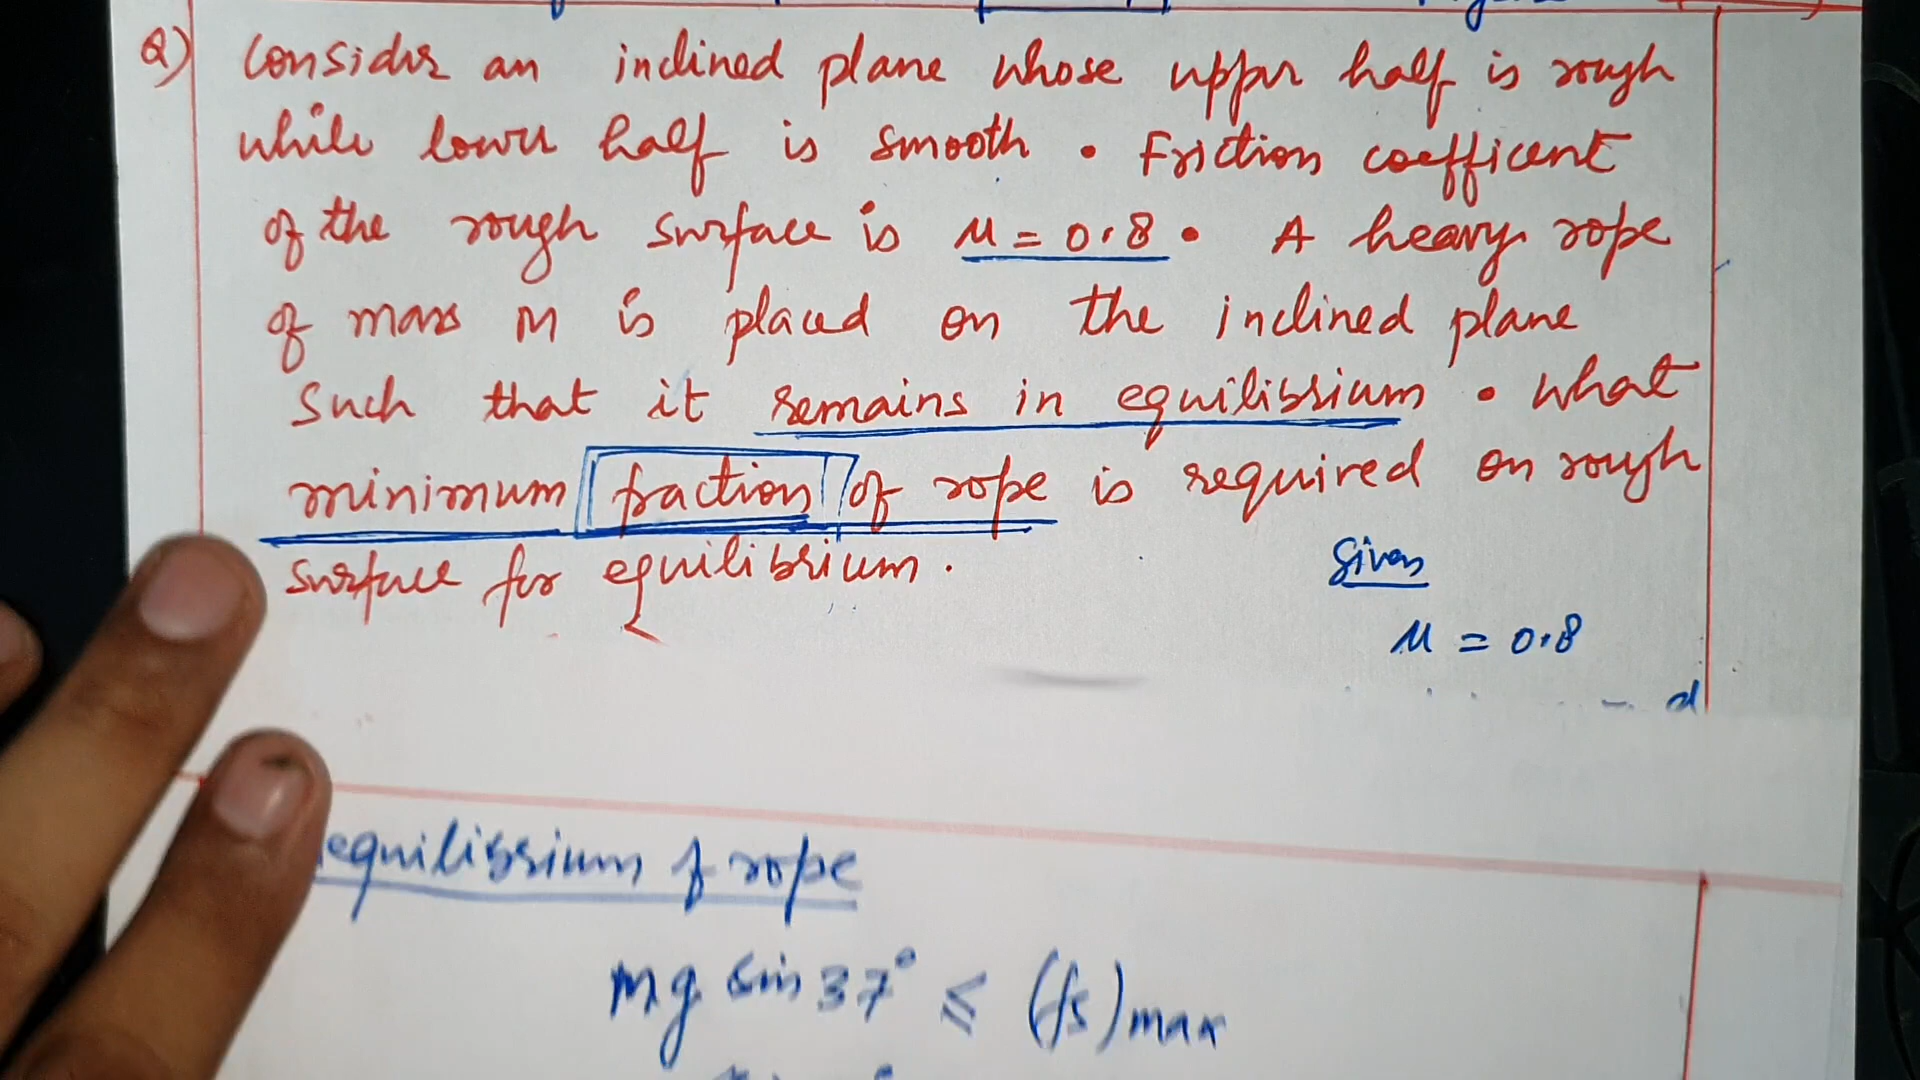 Q) Consider an inclined plane whose upper half is rough
while lower half is smooth. Friction coefficent
of the rough surface is μ = 0.8. A heavy rope
of mass M is placed on the inclined plane
Such that it remains in equilibrium. What
minimum fraction of rope is required on rough
surface for equilibrium.
Given
μ = 0.8
equilibrium of rope
mg sin 37° ≤ (fs)max